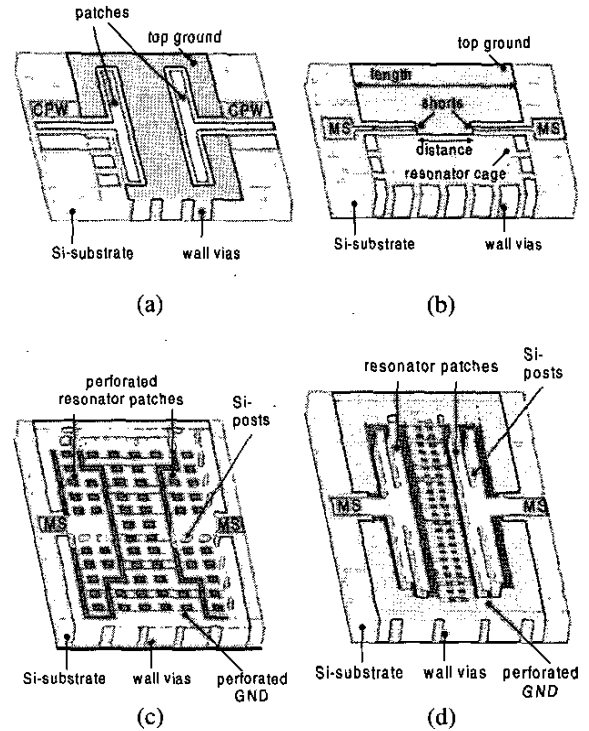 patches
top ground
CPW
CPW
Si-substrate
wall vias
(a)
top ground
length
shorts
MS
MS
distance
resonator cage
Si-substrate
wall vias
(b)
perforated
resonator patches
Si-
posts
MS
MS
Si-substrate
wall vias
perforated
GND
(c)
resonator patches
Si-
posts
MS
MS
Si-substrate
wall vias
perforated
GND
(d)